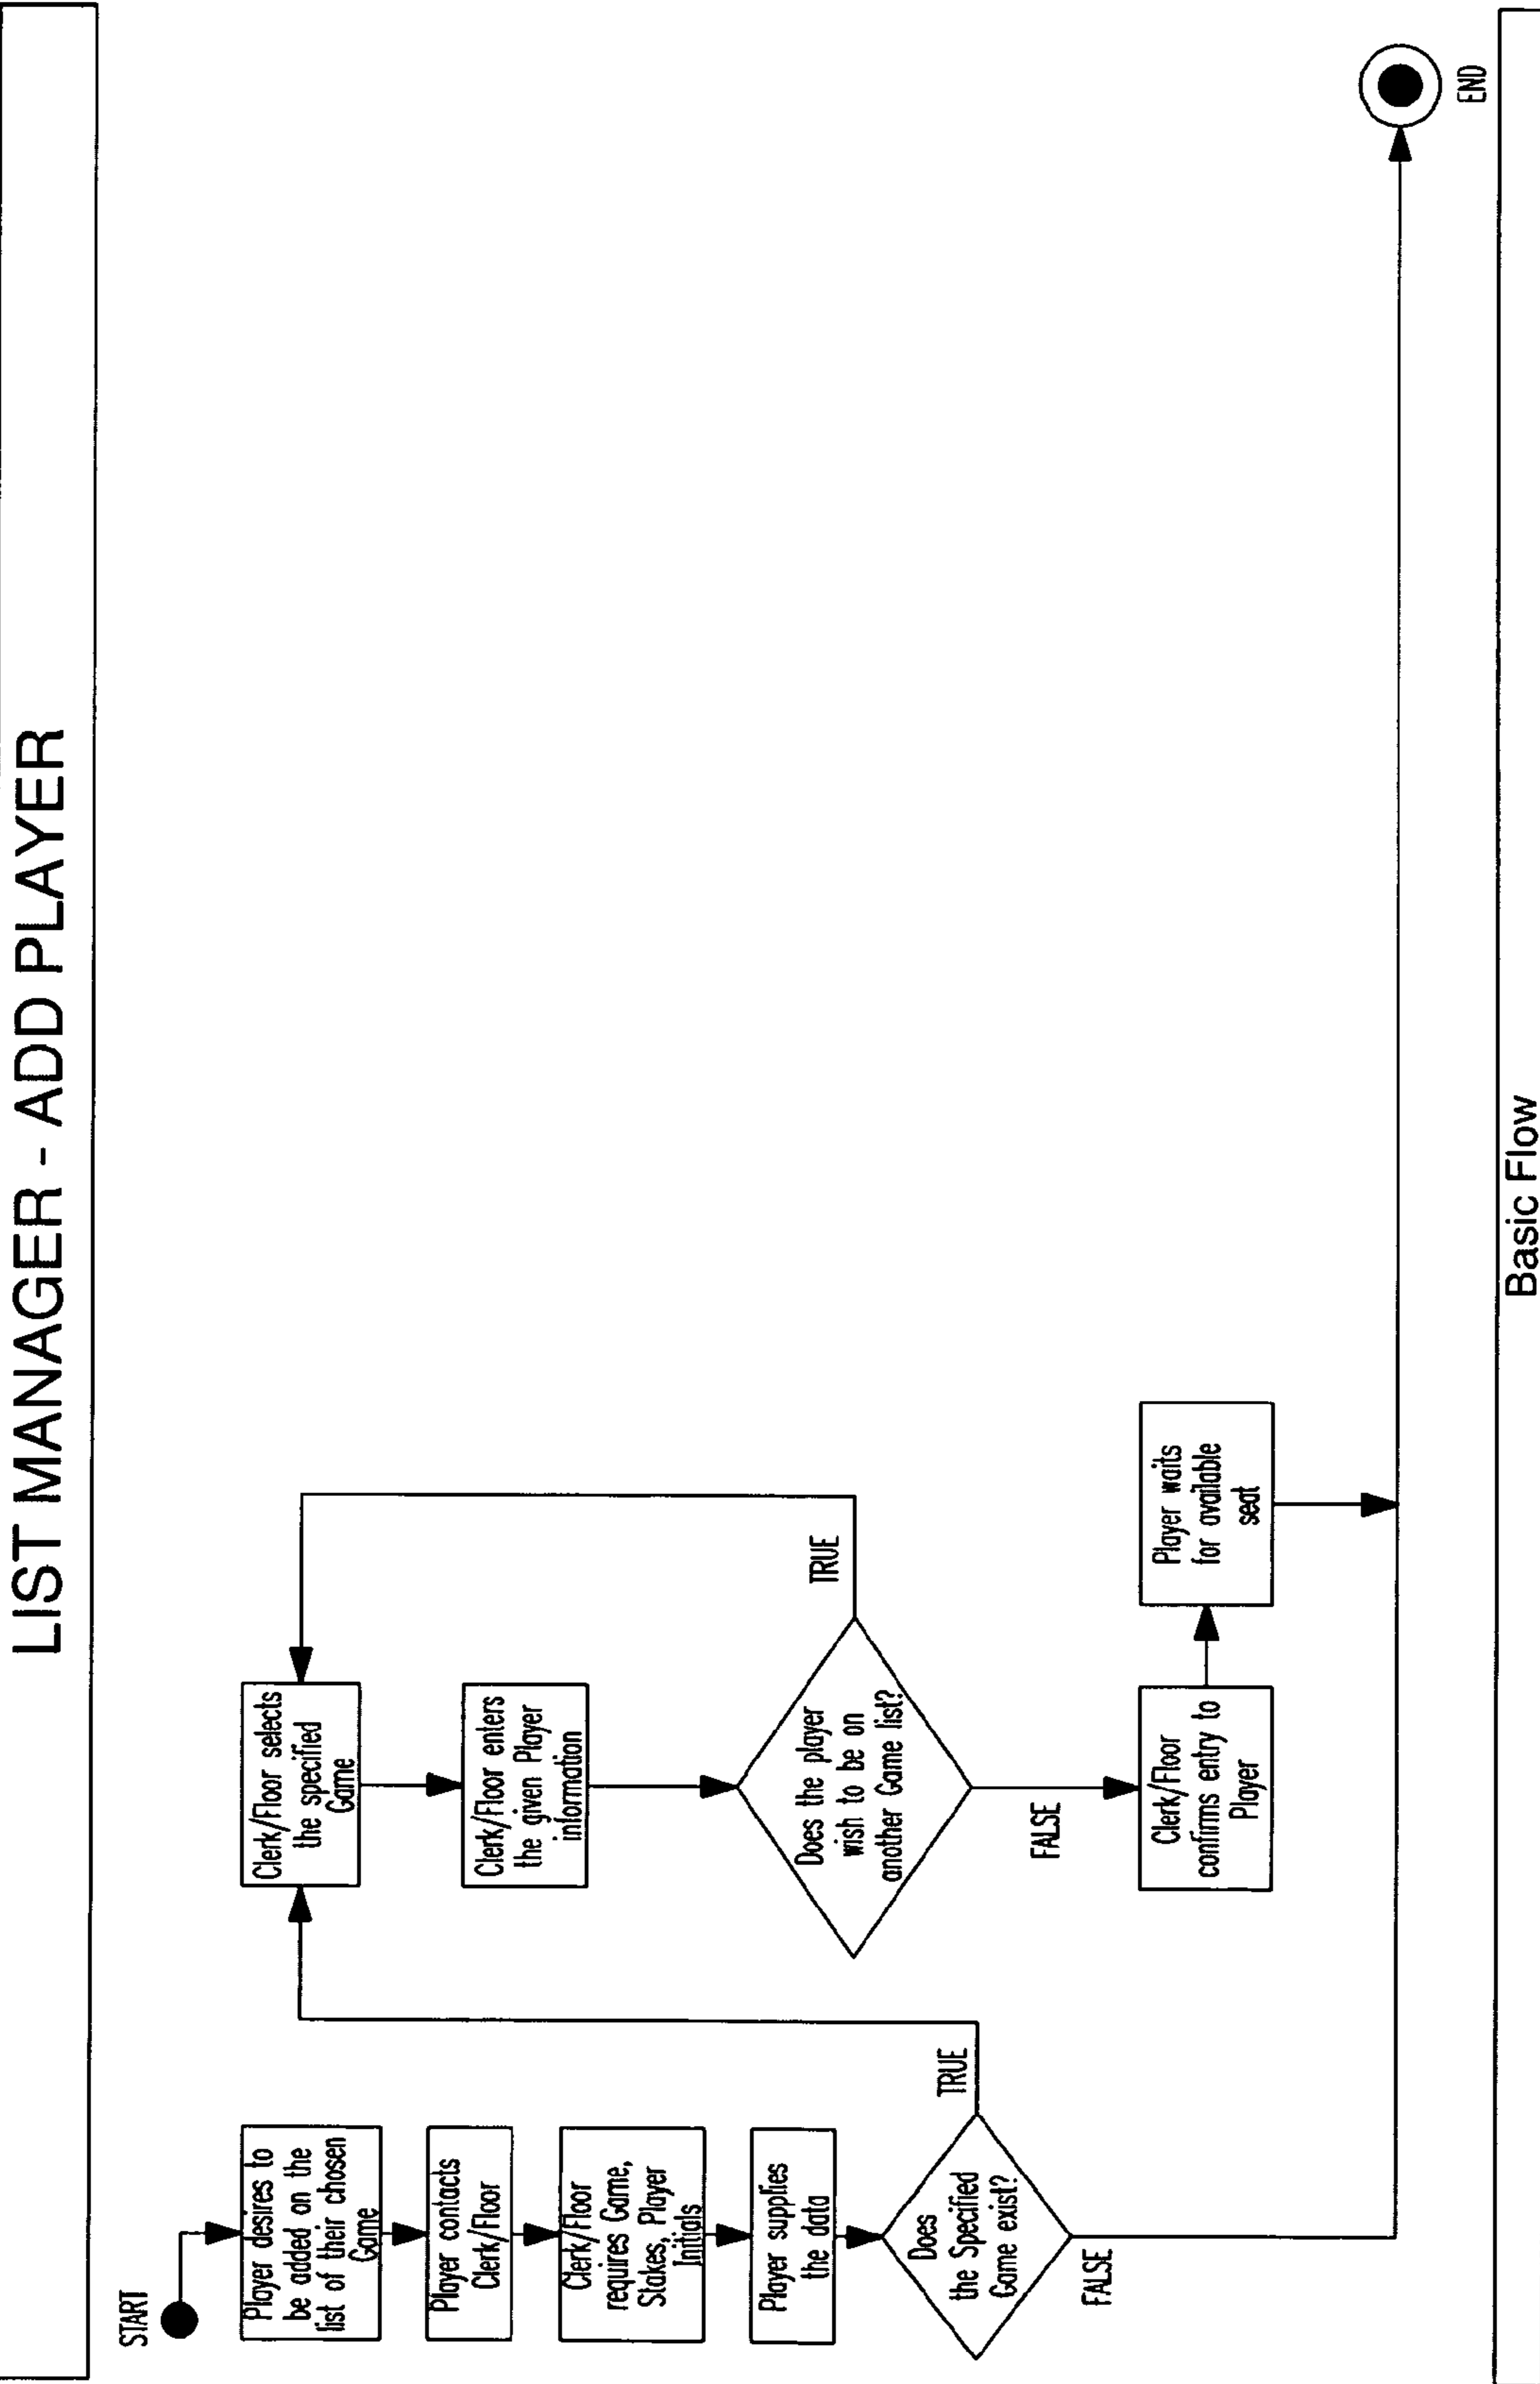 LIST MANAGER - ADD PLAYER
START
Player desires to
be added on the
list of their chosen
Game
Player contacts
Clerk/Floor
Clerk/Floor
requires Game,
Stakes, Player
Initials
Player supplies
the data
Does
the Specified
Game exist?
TRUE
FALSE
Clerk/Floor selects
the specified
Game
Clerk/Floor enters
the given Player
information
Does the player
wish to be on
another Game list?
TRUE
FALSE
Clerk/Floor
confirms entry to
Player
Player waits
for available
seat
END
Basic Flow